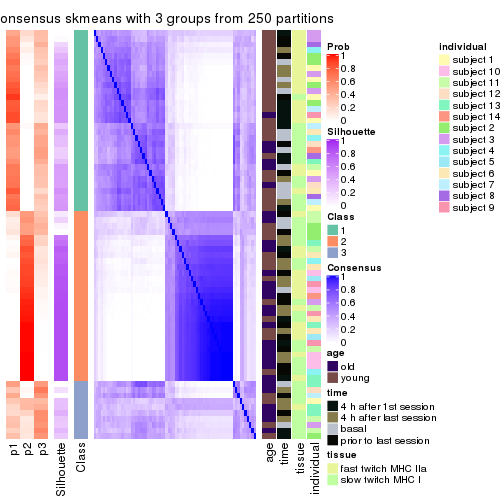 onsensus skmeans with 3 groups from 250 partitions
Prob
1
0.8
0.6
0.4
0.2
0
Silhouette
1
0.8
0.6
0.4
0.2
0
Class
1
2
3
Consensus
1
0.8
0.6
0.4
0.2
0
age
old
young
time
4 h after 1st session
4 h after last session
basal
prior to last session
tissue
fast twitch MHC IIa
slow twitch MHC I
individual
subject 1
subject 10
subject 11
subject 12
subject 13
subject 14
subject 2
subject 3
subject 4
subject 5
subject 6
subject 7
subject 8
subject 9
p1
p2
p3
Silhouette
Class
age
time
tissue
individual